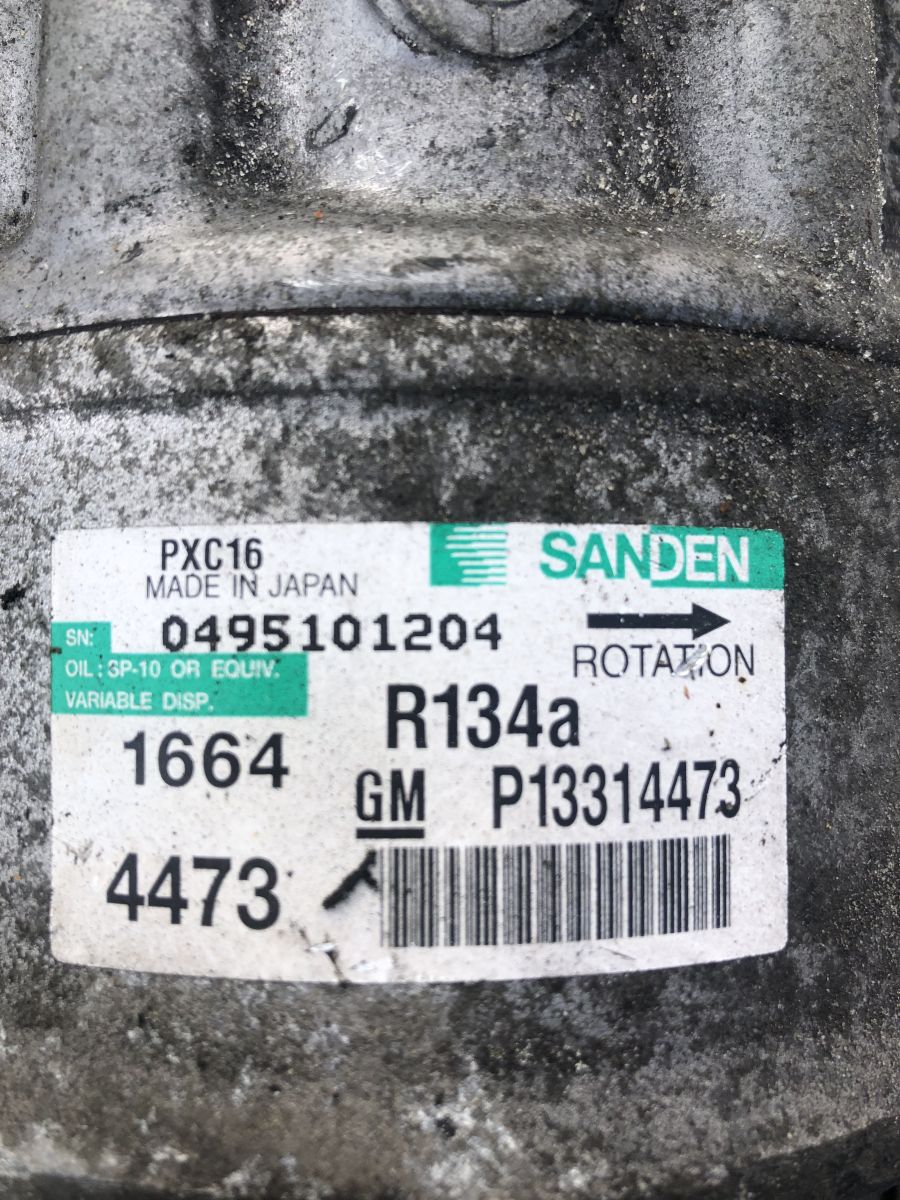 PXC16
SANDEN
MADE IN JAPAN
SN: 0495101204
ROTATION
OIL : SP-10 OR EQUIV.
VARIABLE DISP.
R134a
1664
GM P13314473
4473